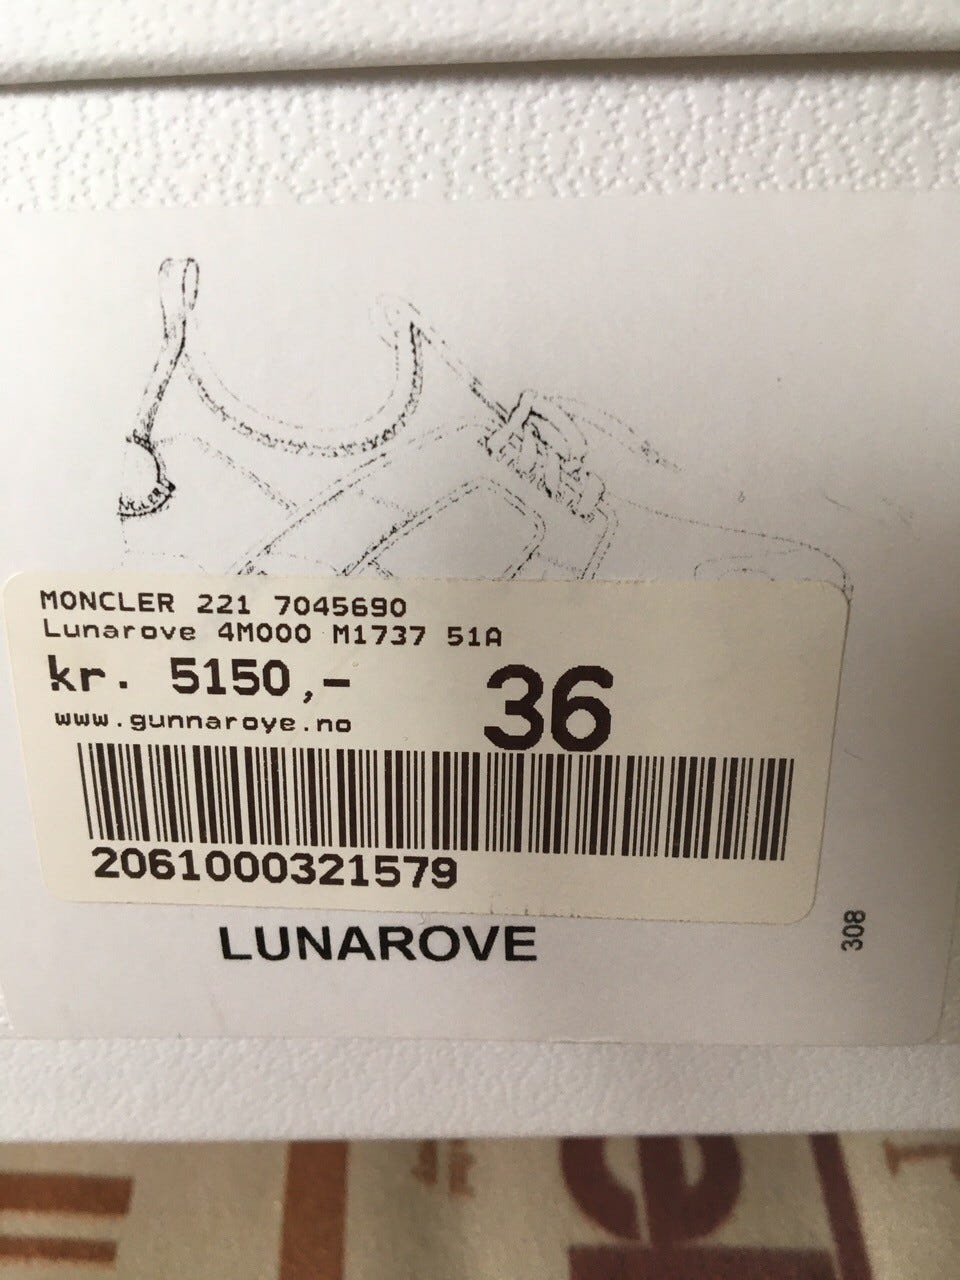 MONCLER 221 7045690
Lunarove 4M000 M1737 51A
kr. 5150,-
36
www.gunnaroye.no
2061000321579
LUNAROVE
308